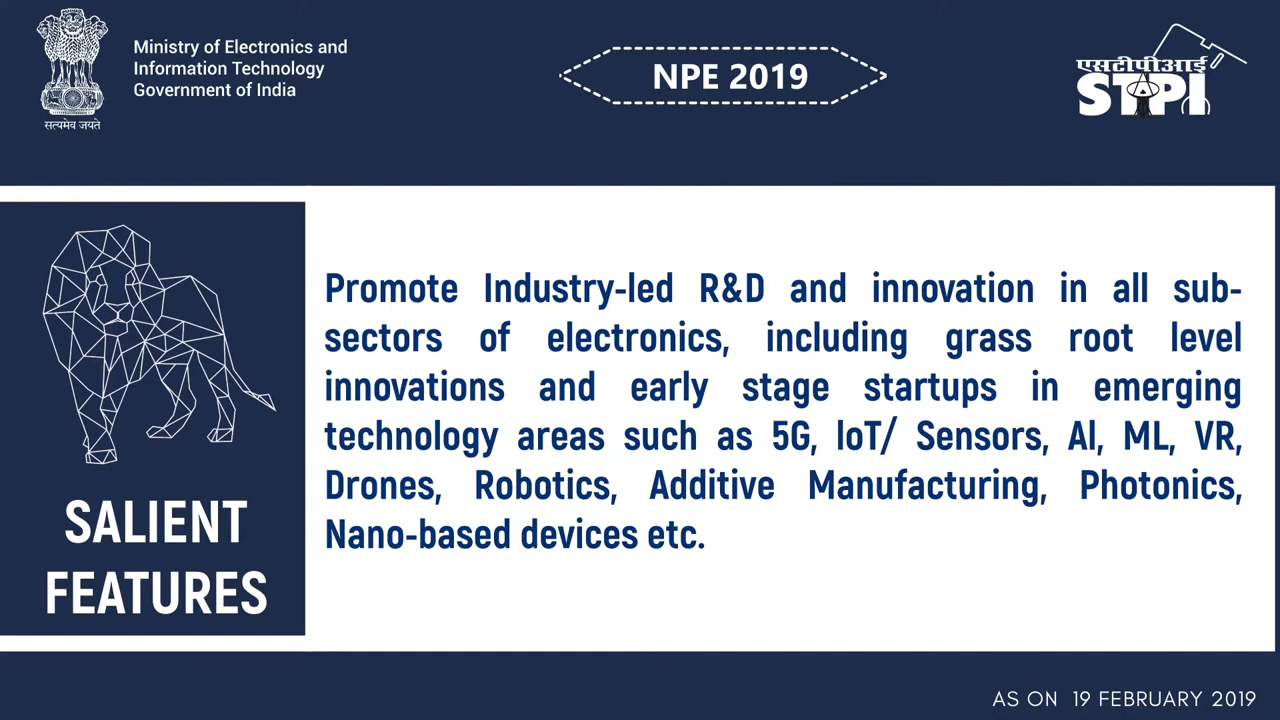 सत्यमेव जयते
Ministry of Electronics and
Information Technology
Government of India
NPE 2019
एसटीपीआई
STPI
SALIENT
FEATURES
Promote Industry-led R&D and innovation in all sub-
sectors of electronics, including grass root level
innovations and early stage startups in emerging
technology areas such as 5G, IoT/ Sensors, AI, ML, VR,
Drones, Robotics, Additive Manufacturing, Photonics,
Nano-based devices etc.
AS ON 19 FEBRUARY 2019